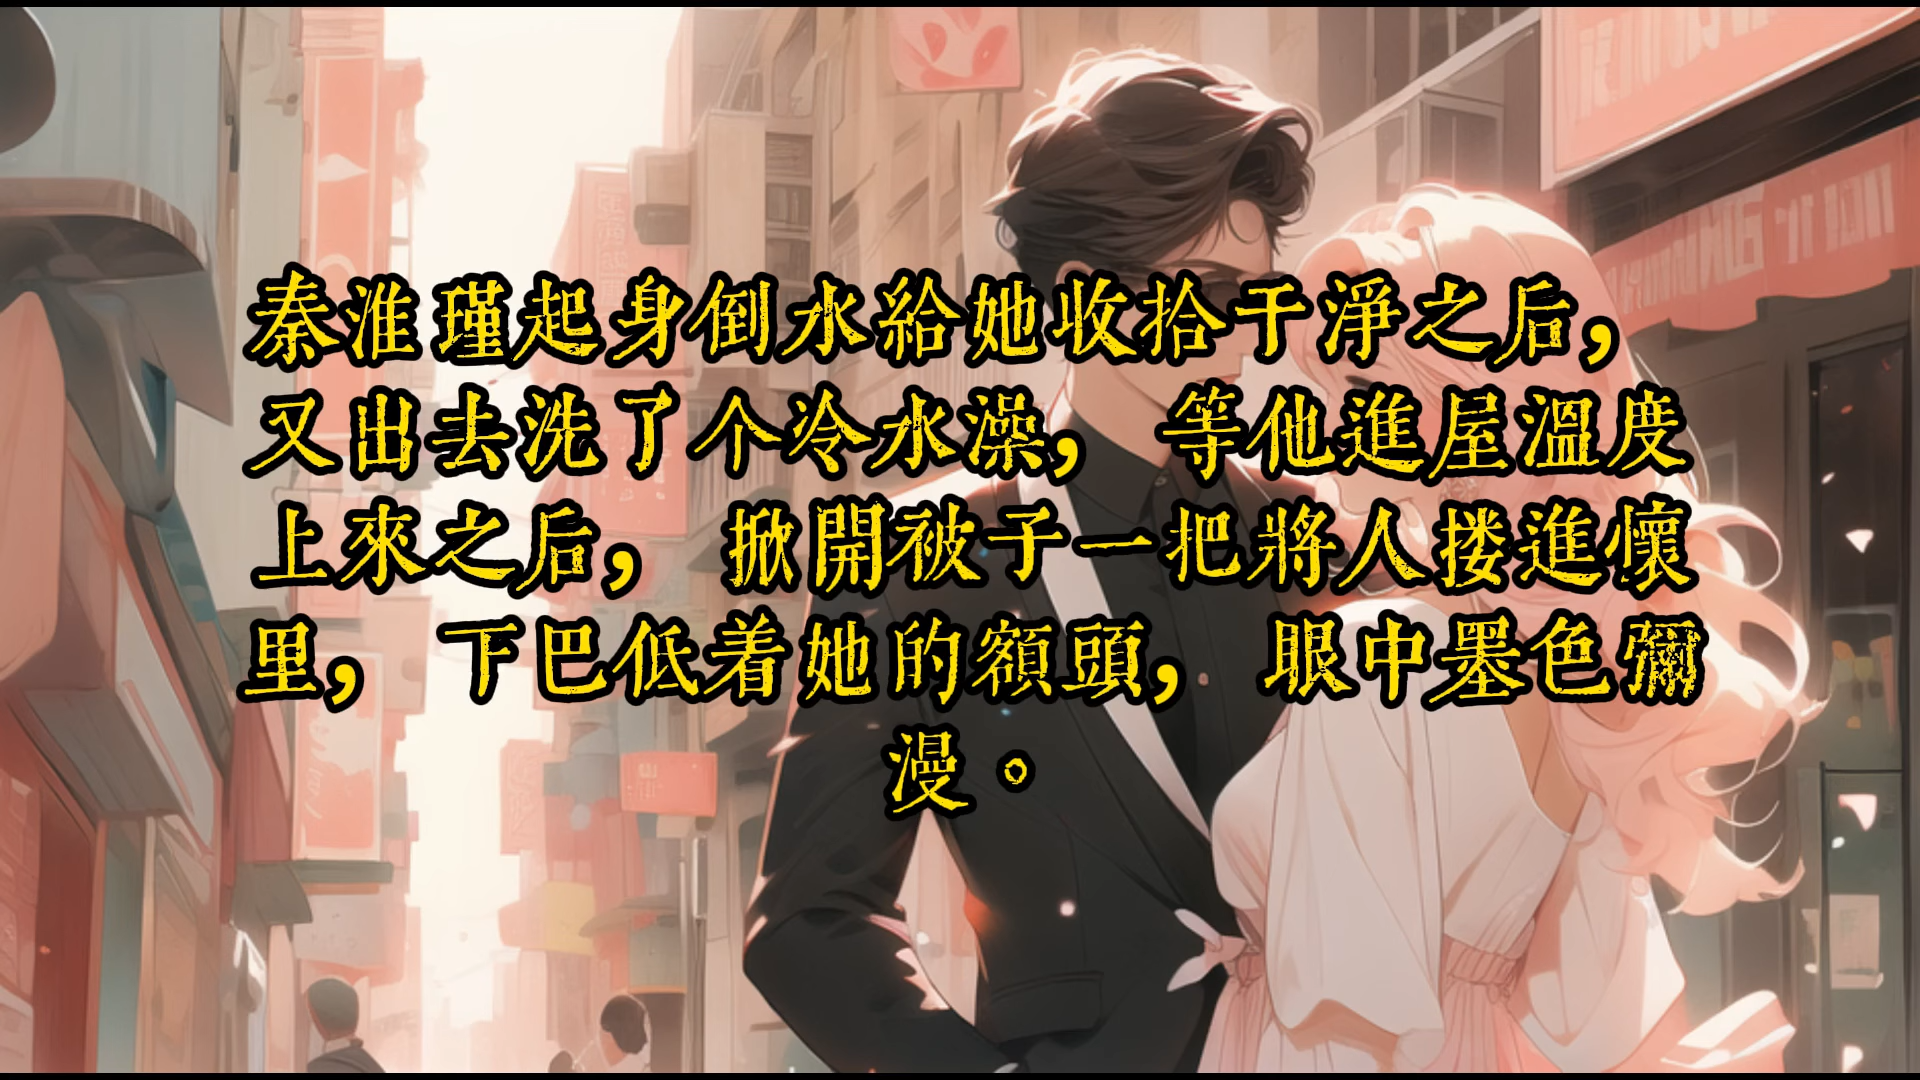 秦淮瑾起身倒水給她收拾干淨之后，
又出去洗了个冷水澡，等他進屋溫度
上來之后，掀開被子一把將人搂進懷
里，下巴低着她的額頭，眼中墨色彌
漫。